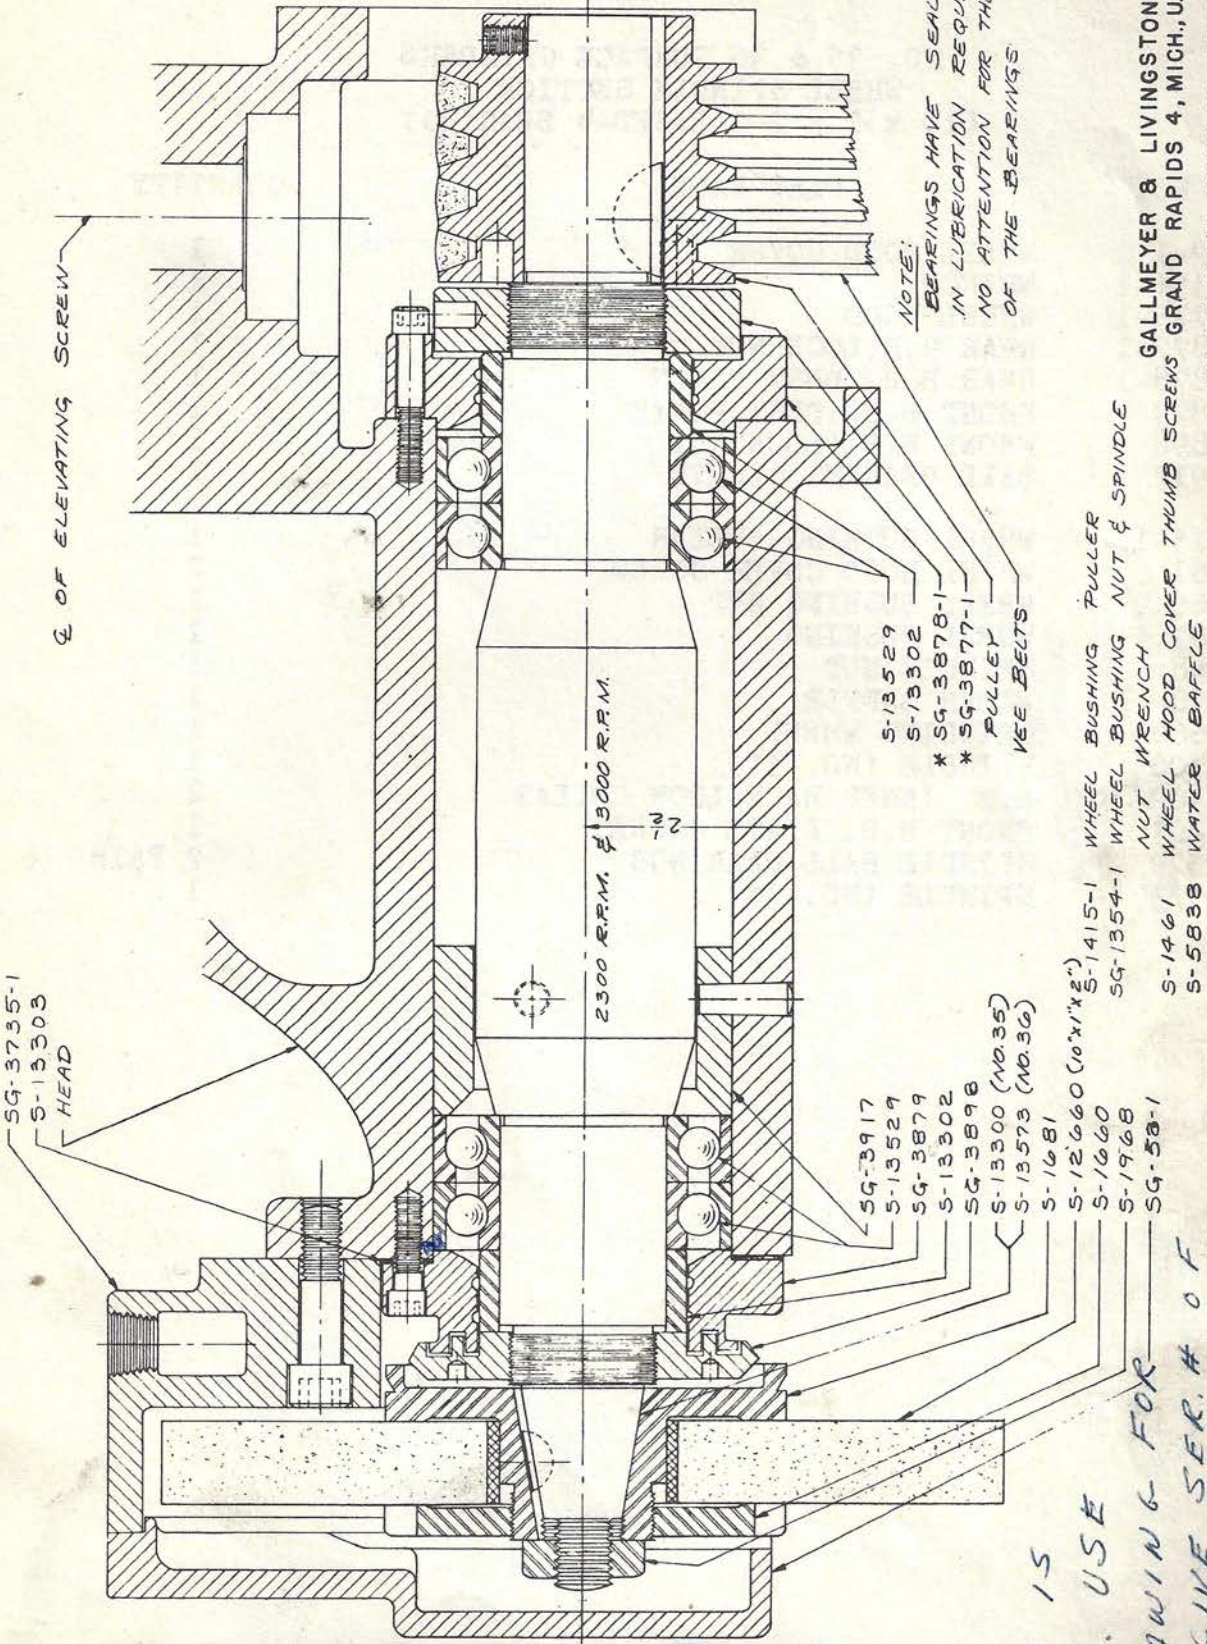 SG-3735-1
S-13303
HEAD
℄ OF ELEVATING SCREW
2300 R.P.M. & 3000 R.P.M.
2 1/2
S-13529
S-13302
* SG-3878-1
* SG-3877-1
PULLEY
VEE BELTS
NOTE:
BEARINGS HAVE
IN LUBRICATION
NO ATTENTION FOR
OF THE BEARINGS
SG-3917
S-13529
SG-3879
S-13302
SG-3898
S-13300 (NO.35)
S-13573 (NO.36)
S-1681
S-12660 (10"X1"X2")
S-1660
S-1968
SG-58-1
S-1415-1 WHEEL BUSHING PULLER
SG-1354-1 WHEEL BUSHING NUT & SPINDLE
NUT WRENCH
S-1461 WHEEL HOOD COVER THUMB SCREWS
S-5838 WATER BAFFLE
GALLMEYER & LIVINGSTON
GRAND RAPIDS 4, MICH.,
IS
USE
FOR
SER. # OF